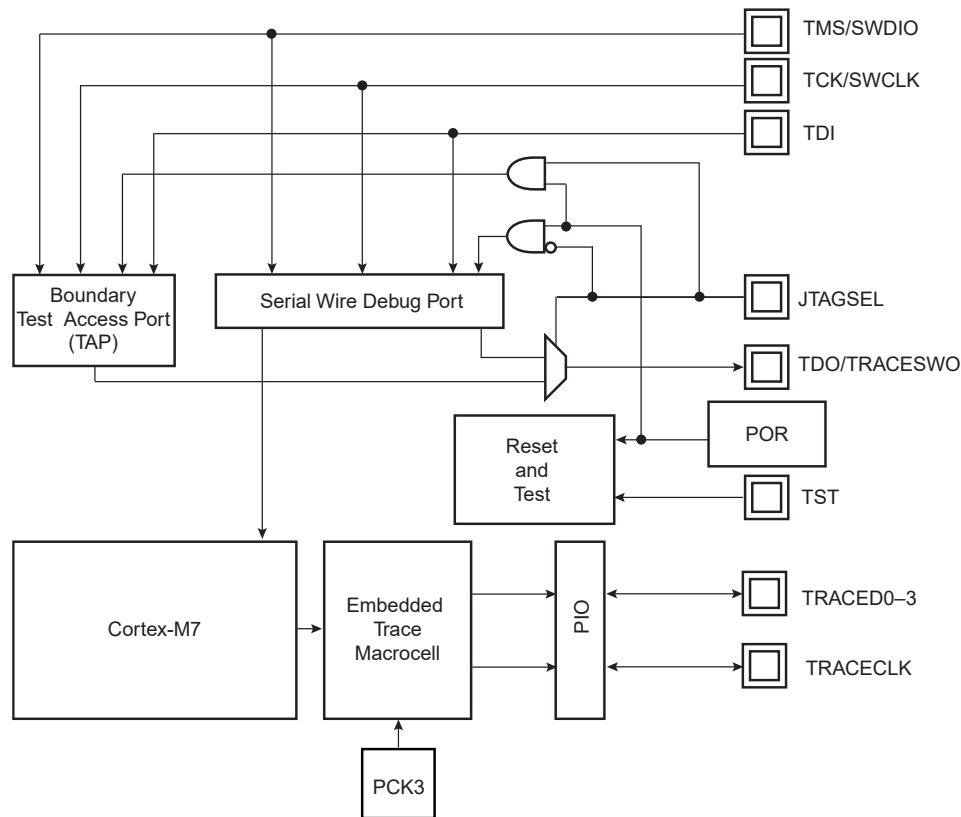 TMS/SWDIO
TCK/SWCLK
TDI
Boundary
Test Access Port
(TAP)
Serial Wire Debug Port
JTAGSEL
TDO/TRACESWO
POR
Reset
and
Test
TST
Cortex-M7
Embedded
Trace
Macrocell
PIO
TRACED0–3
TRACECLK
PCK3